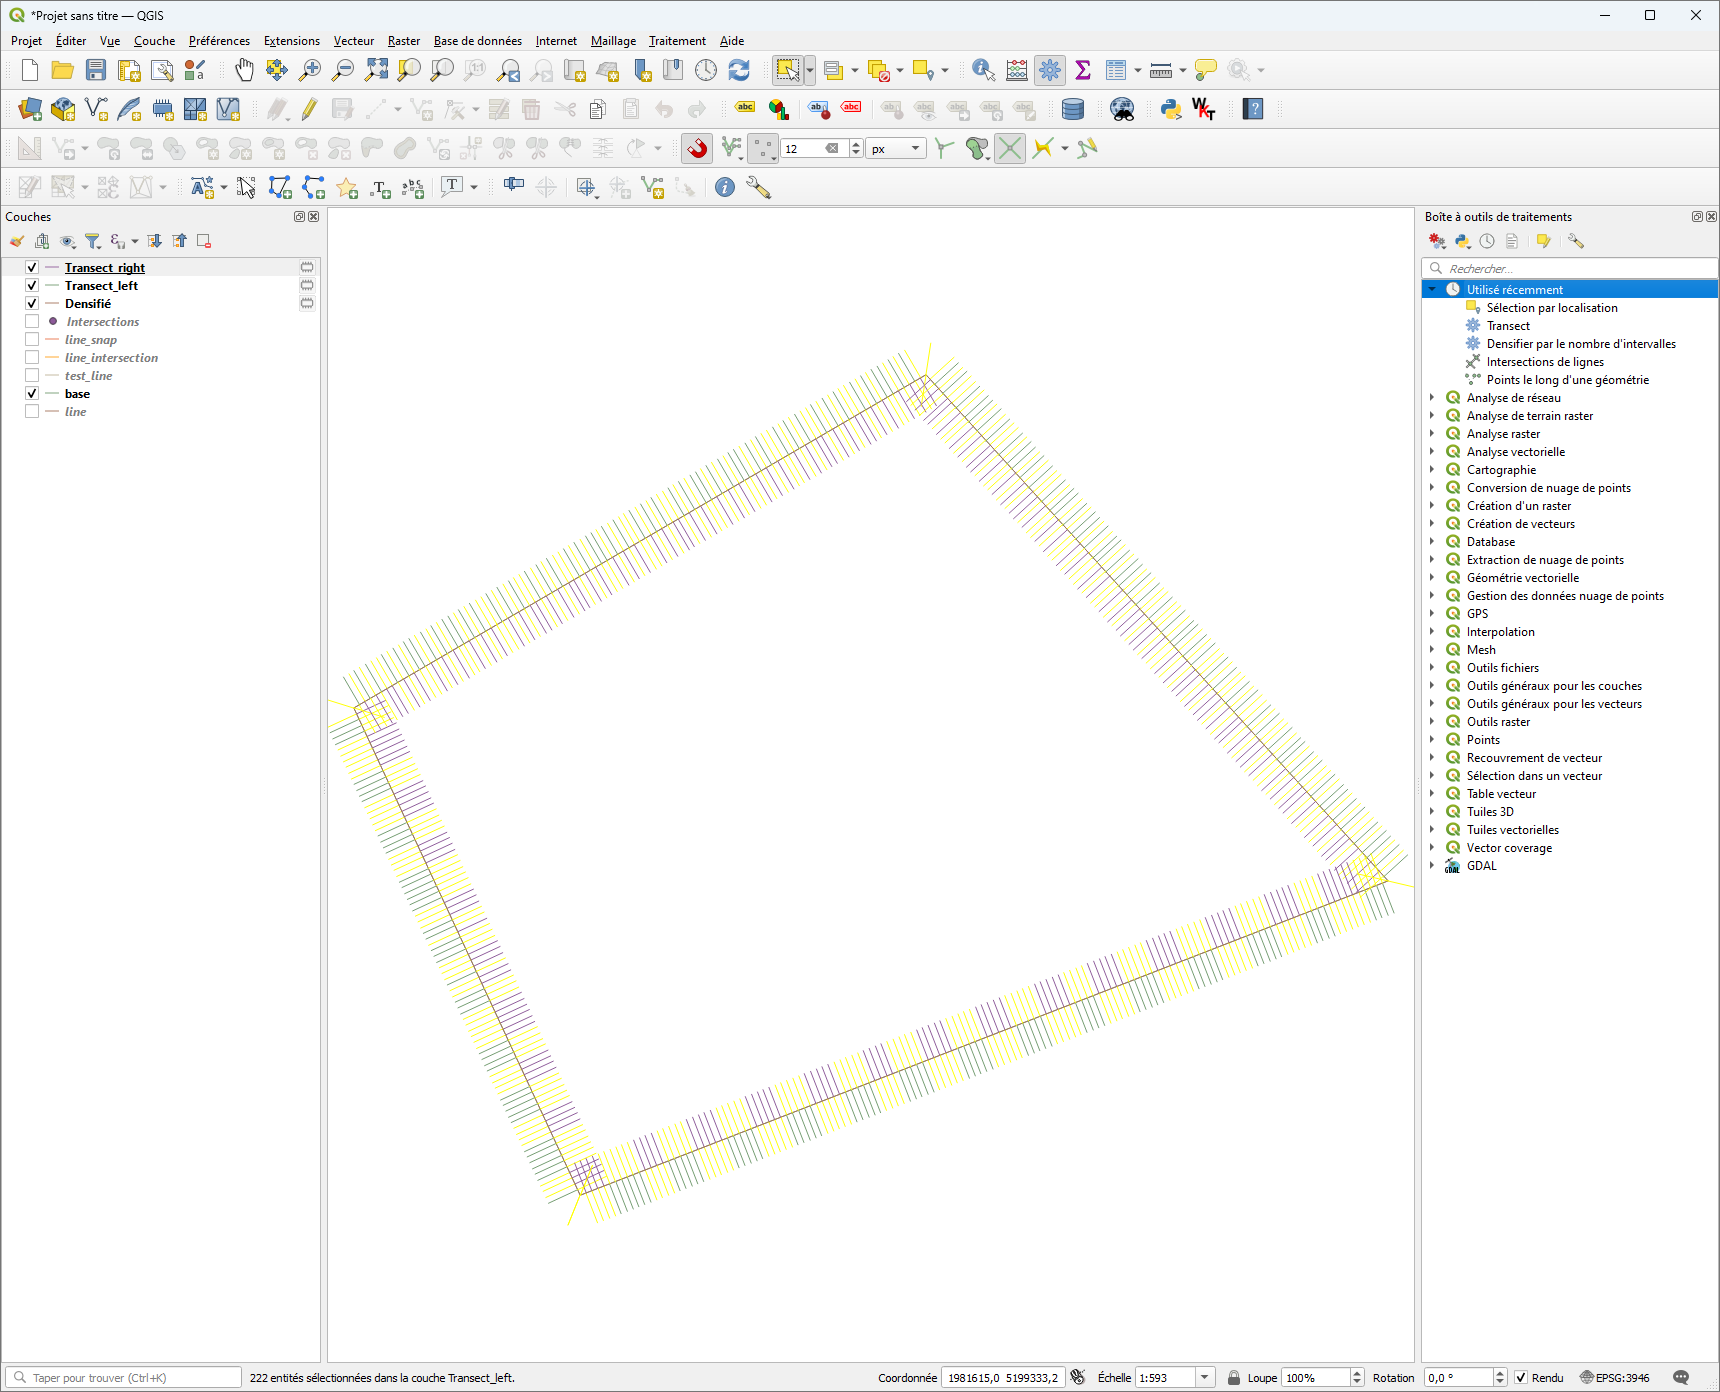 *Projet sans titre — QGIS
Projet Éditer Vue Couche Préférences Extensions Vecteur Raster Base de données Internet Maillage Traitement Aide
12 px
Couches
Transect_right
Transect_left
Densifié
Intersections
line_snap
line_intersection
test_line
base
line
Boîte à outils de traitements
Rechercher...
Utilisé récemment
Sélection par localisation
Transect
Densifier par le nombre d'intervalles
Intersections de lignes
Points le long d'une géométrie
Analyse de réseau
Analyse de terrain raster
Analyse raster
Analyse vectorielle
Cartographie
Conversion de nuage de points
Création d'un raster
Création de vecteurs
Database
Extraction de nuage de points
Géométrie vectorielle
Gestion des données nuage de points
GPS
Interpolation
Mesh
Outils fichiers
Outils généraux pour les couches
Outils généraux pour les vecteurs
Outils raster
Points
Recouvrement de vecteur
Sélection dans un vecteur
Table vecteur
Tuiles 3D
Tuiles vectorielles
Vector coverage
GDAL
Taper pour trouver (Ctrl+K) 222 entités sélectionnées dans la couche Transect_left. Coordonnée 1981615,0 5199333,2 Échelle 1:593 Loupe 100% Rotation 0,0 ° Rendu EPSG:3946